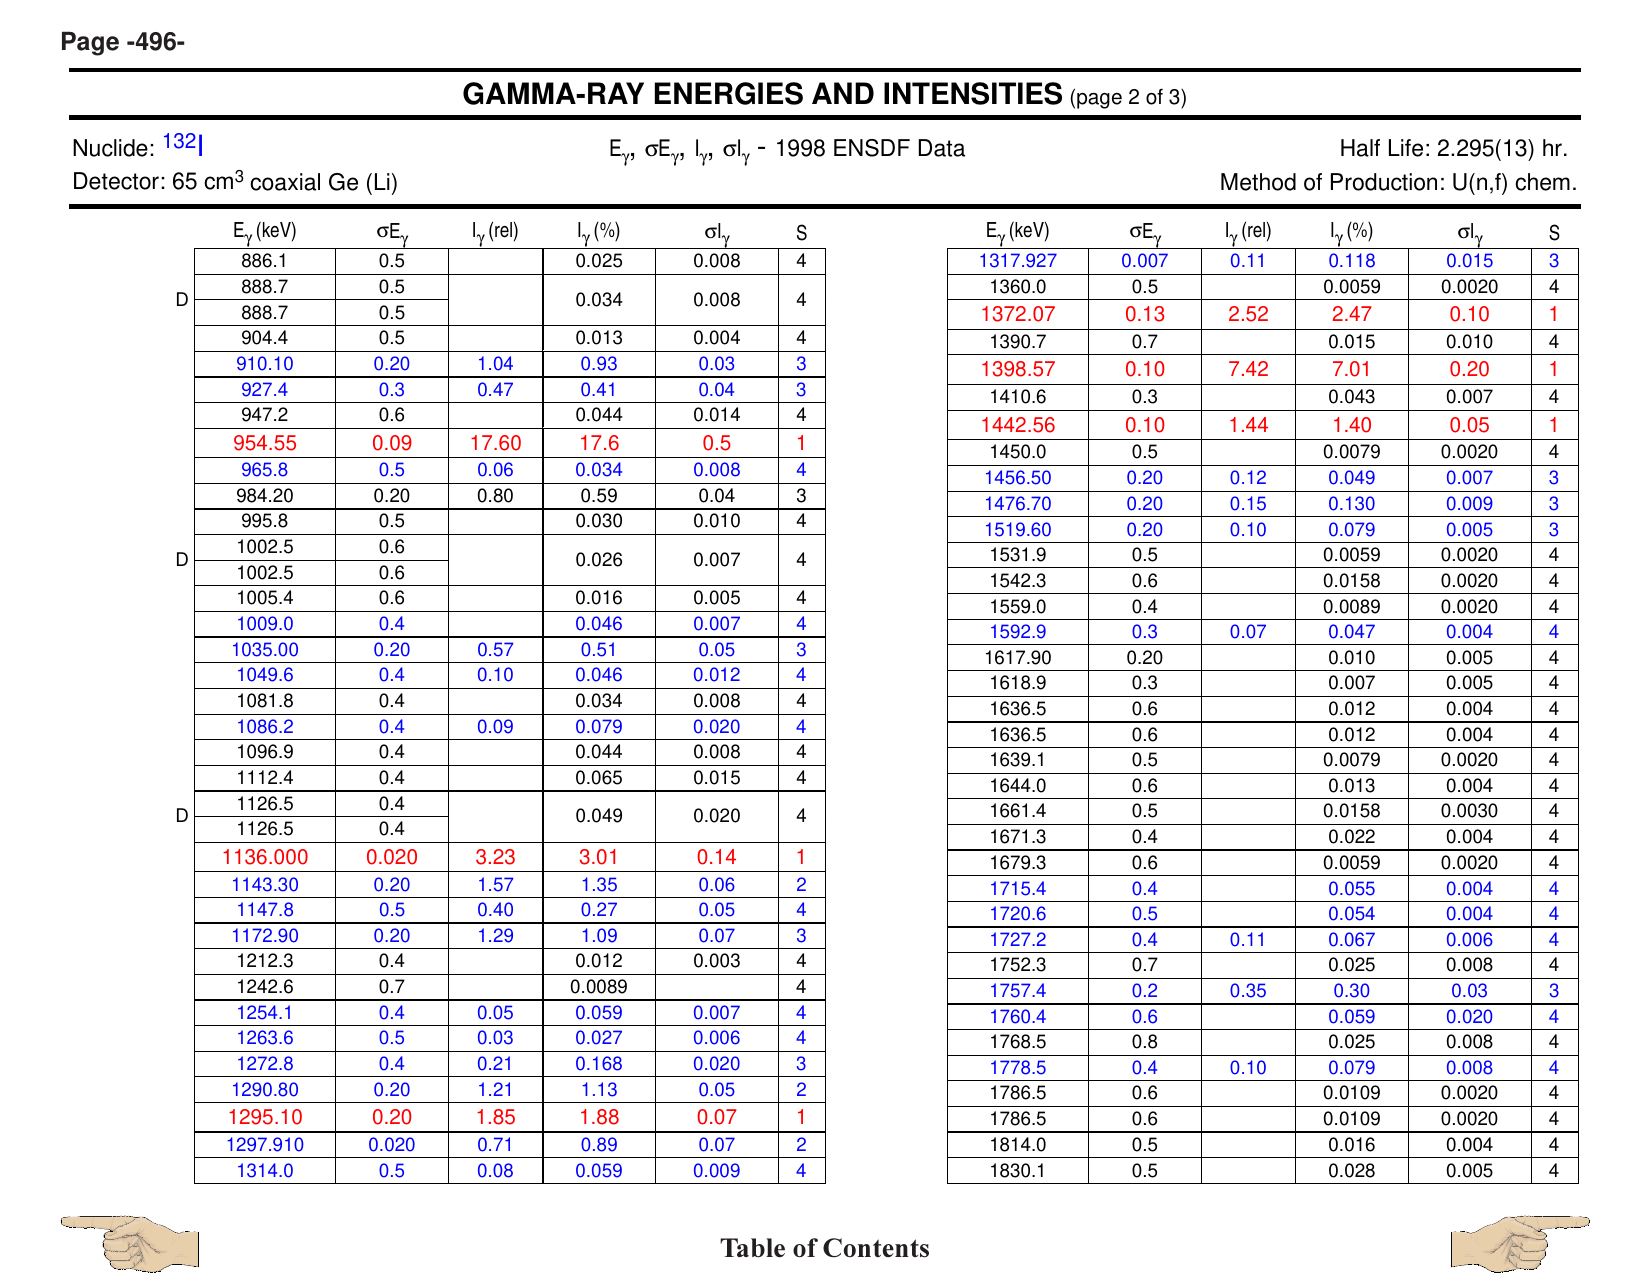 Page -496-
GAMMA-RAY ENERGIES AND INTENSITIES (page 2 of 3)
Nuclide: 132I
Eγ, σEγ, Iγ, σIγ - 1998 ENSDF Data
Half Life: 2.295(13) hr.
Detector: 65 cm3 coaxial Ge (Li)
Method of Production: U(n,f) chem.
Eγ (keV) σEγ Iγ (rel) Iγ (%) σIγ S
886.1 0.5 0.025 0.008 4
888.7 0.5
D 0.034 0.008 4
888.7 0.5
904.4 0.5 0.013 0.004 4
910.10 0.20 1.04 0.93 0.03 3
927.4 0.3 0.47 0.41 0.04 3
947.2 0.6 0.044 0.014 4
954.55 0.09 17.60 17.6 0.5 1
965.8 0.5 0.06 0.034 0.008 4
984.20 0.20 0.80 0.59 0.04 3
995.8 0.5 0.030 0.010 4
1002.5 0.6
D 0.026 0.007 4
1002.5 0.6
1005.4 0.6 0.016 0.005 4
1009.0 0.4 0.046 0.007 4
1035.00 0.20 0.57 0.51 0.05 3
1049.6 0.4 0.10 0.046 0.012 4
1081.8 0.4 0.034 0.008 4
1086.2 0.4 0.09 0.079 0.020 4
1096.9 0.4 0.044 0.008 4
1112.4 0.4 0.065 0.015 4
1126.5 0.4
D 0.049 0.020 4
1126.5 0.4
1136.000 0.020 3.23 3.01 0.14 1
1143.30 0.20 1.57 1.35 0.06 2
1147.8 0.5 0.40 0.27 0.05 4
1172.90 0.20 1.29 1.09 0.07 3
1212.3 0.4 0.012 0.003 4
1242.6 0.7 0.0089 4
1254.1 0.4 0.05 0.059 0.007 4
1263.6 0.5 0.03 0.027 0.006 4
1272.8 0.4 0.21 0.168 0.020 3
1290.80 0.20 1.21 1.13 0.05 2
1295.10 0.20 1.85 1.88 0.07 1
1297.910 0.020 0.71 0.89 0.07 2
1314.0 0.5 0.08 0.059 0.009 4
Eγ (keV) σEγ Iγ (rel) Iγ (%) σIγ S
1317.927 0.007 0.11 0.118 0.015 3
1360.0 0.5 0.0059 0.0020 4
1372.07 0.13 2.52 2.47 0.10 1
1390.7 0.7 0.015 0.010 4
1398.57 0.10 7.42 7.01 0.20 1
1410.6 0.3 0.043 0.007 4
1442.56 0.10 1.44 1.40 0.05 1
1450.0 0.5 0.0079 0.0020 4
1456.50 0.20 0.12 0.049 0.007 3
1476.70 0.20 0.15 0.130 0.009 3
1519.60 0.20 0.10 0.079 0.005 3
1531.9 0.5 0.0059 0.0020 4
1542.3 0.6 0.0158 0.0020 4
1559.0 0.4 0.0089 0.0020 4
1592.9 0.3 0.07 0.047 0.004 4
1617.90 0.20 0.010 0.005 4
1618.9 0.3 0.007 0.005 4
1636.5 0.6 0.012 0.004 4
1636.5 0.6 0.012 0.004 4
1639.1 0.5 0.0079 0.0020 4
1644.0 0.6 0.013 0.004 4
1661.4 0.5 0.0158 0.0030 4
1671.3 0.4 0.022 0.004 4
1679.3 0.6 0.0059 0.0020 4
1715.4 0.4 0.055 0.004 4
1720.6 0.5 0.054 0.004 4
1727.2 0.4 0.11 0.067 0.006 4
1752.3 0.7 0.025 0.008 4
1757.4 0.2 0.35 0.30 0.03 3
1760.4 0.6 0.059 0.020 4
1768.5 0.8 0.025 0.008 4
1778.5 0.4 0.10 0.079 0.008 4
1786.5 0.6 0.0109 0.0020 4
1786.5 0.6 0.0109 0.0020 4
1814.0 0.5 0.016 0.004 4
1830.1 0.5 0.028 0.005 4
Table of Contents